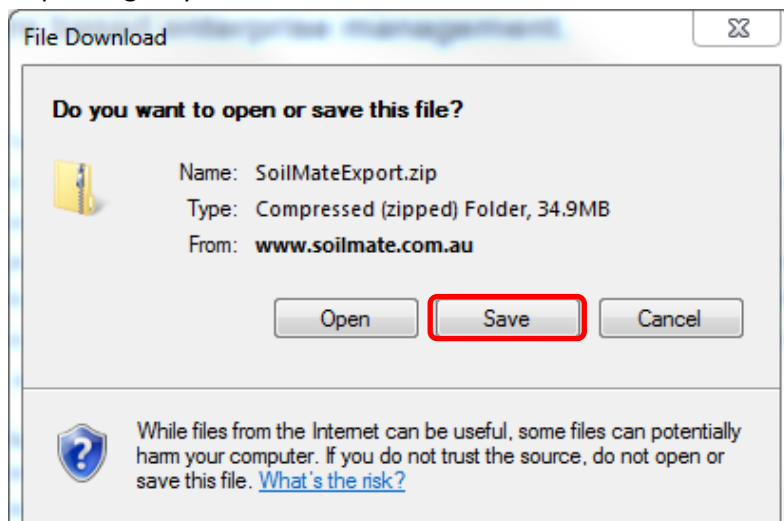 File Download
enterprise management.
Do you want to open or save this file?
Name: SoilMateExport.zip
Type: Compressed (zipped) Folder, 34.9MB
From: www.soilmate.com.au
Open
Save
Cancel
While files from the Internet can be useful, some files can potentially
harm your computer. If you do not trust the source, do not open or
save this file. What's the risk?